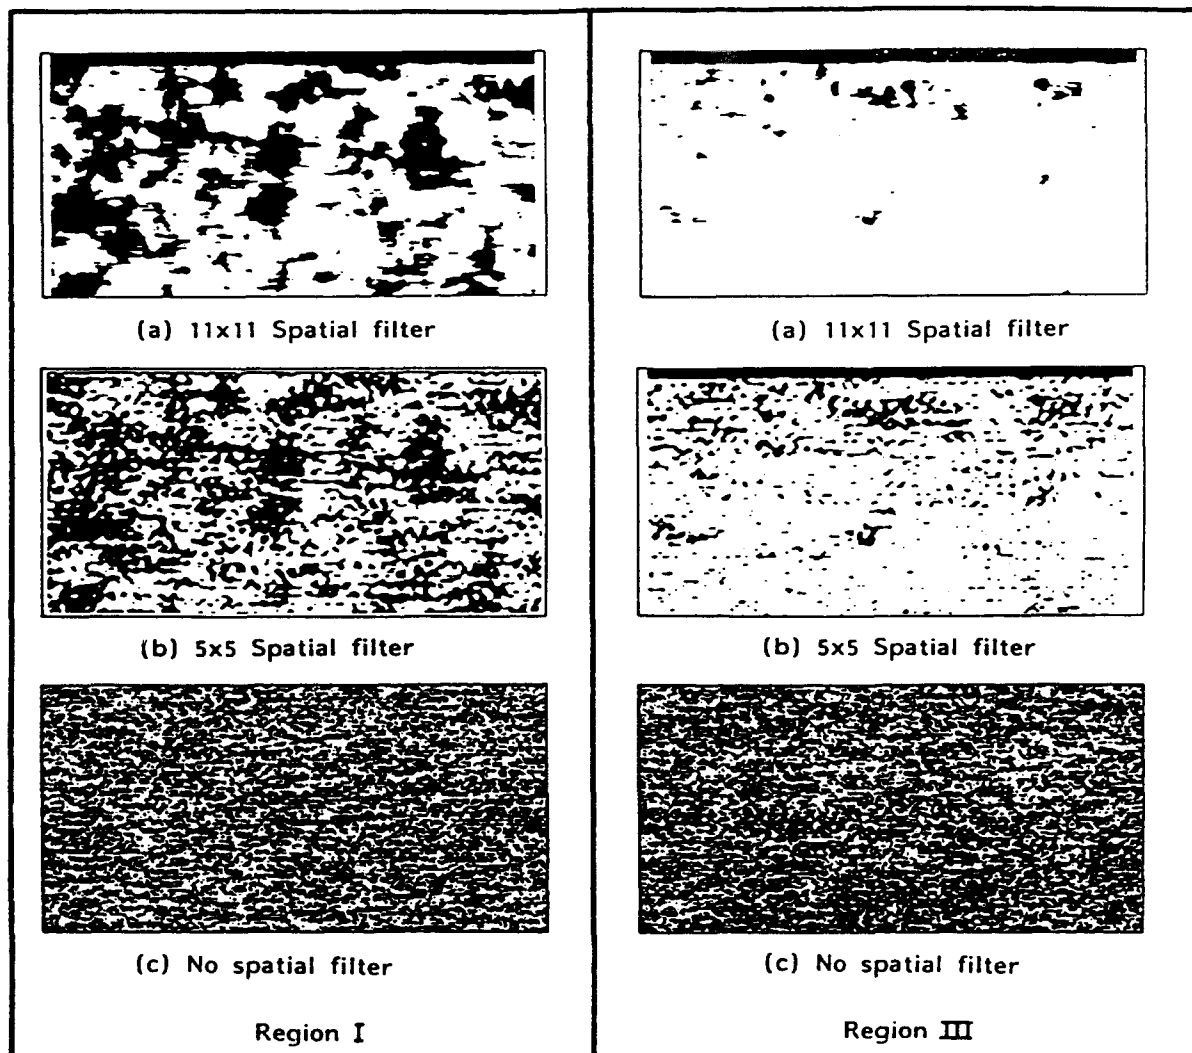 (a) 11x11 Spatial filter
(b) 5x5 Spatial filter
(c) No spatial filter
Region I
(a) 11x11 Spatial filter
(b) 5x5 Spatial filter
(c) No spatial filter
Region III